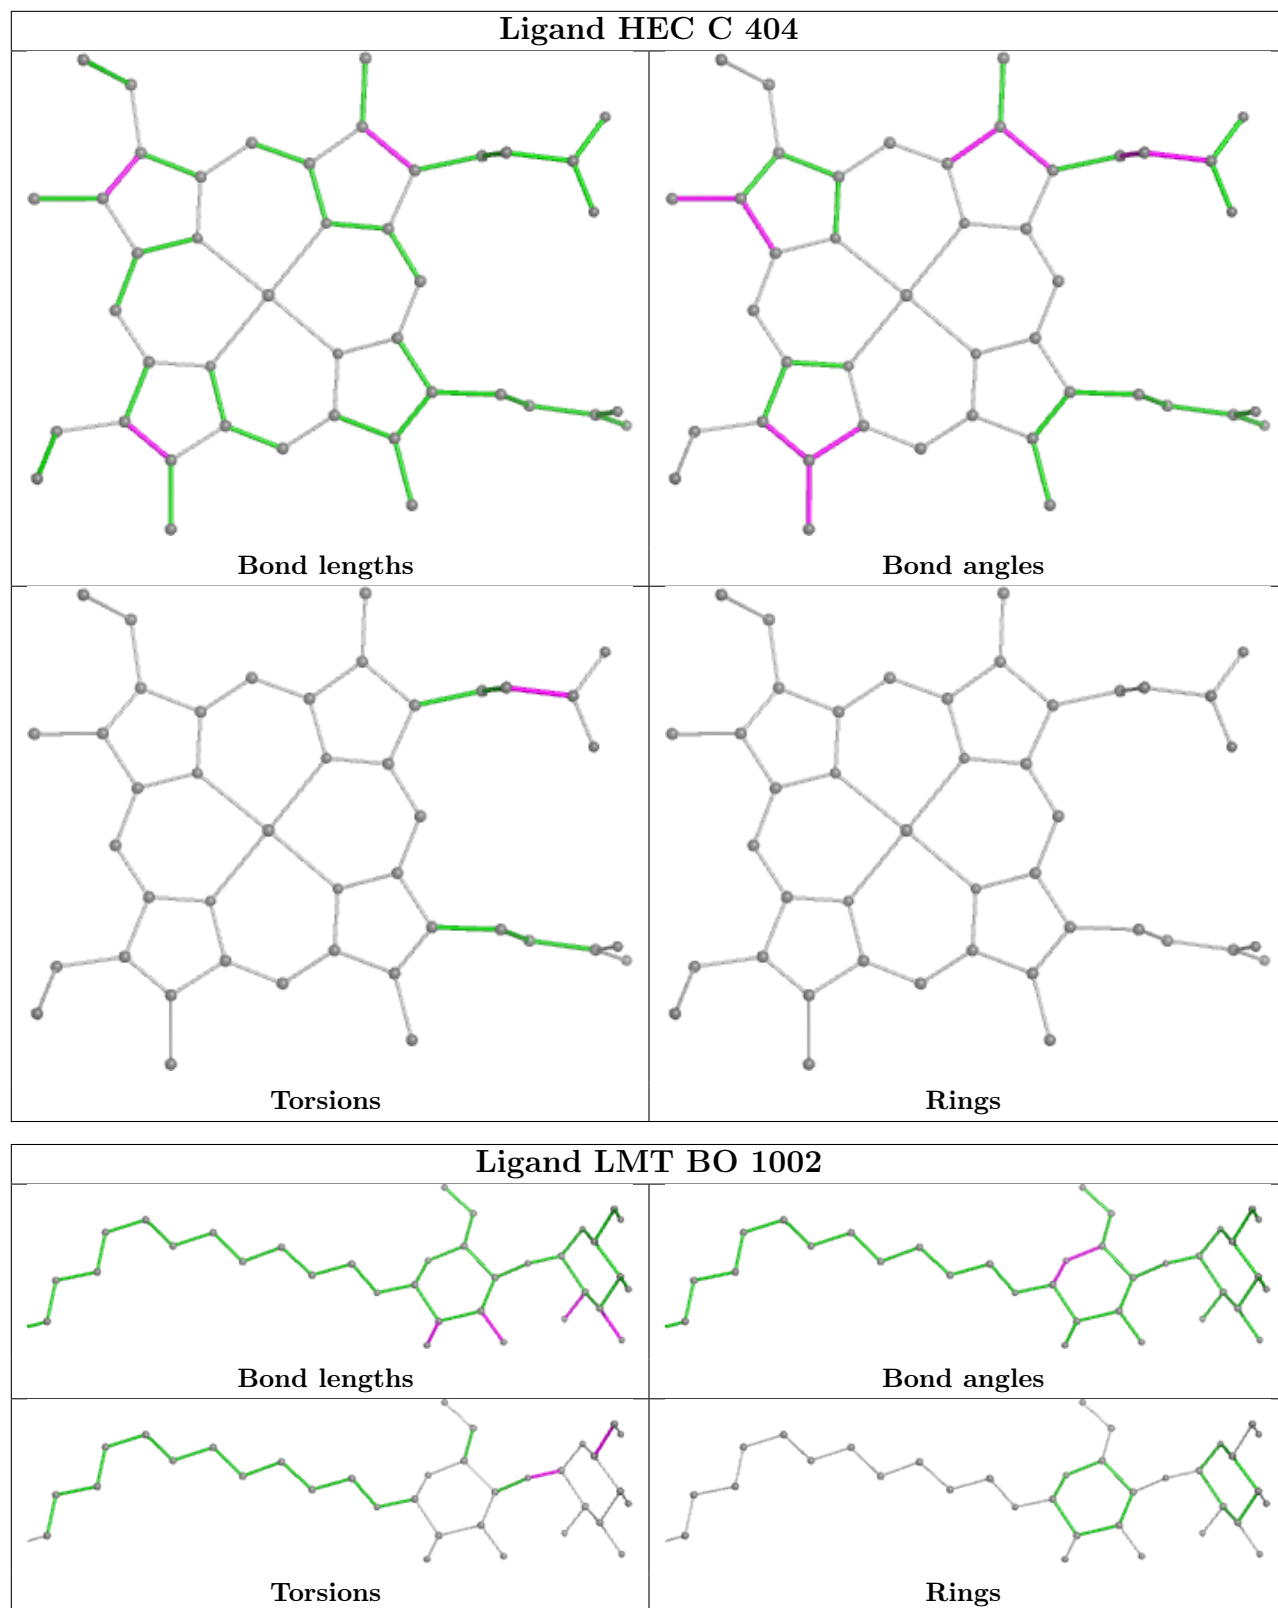 Ligand HEC C 404
Bond lengths
Bond angles
Torsions
Rings
Ligand LMT BO 1002
Bond lengths
Bond angles
Torsions
Rings